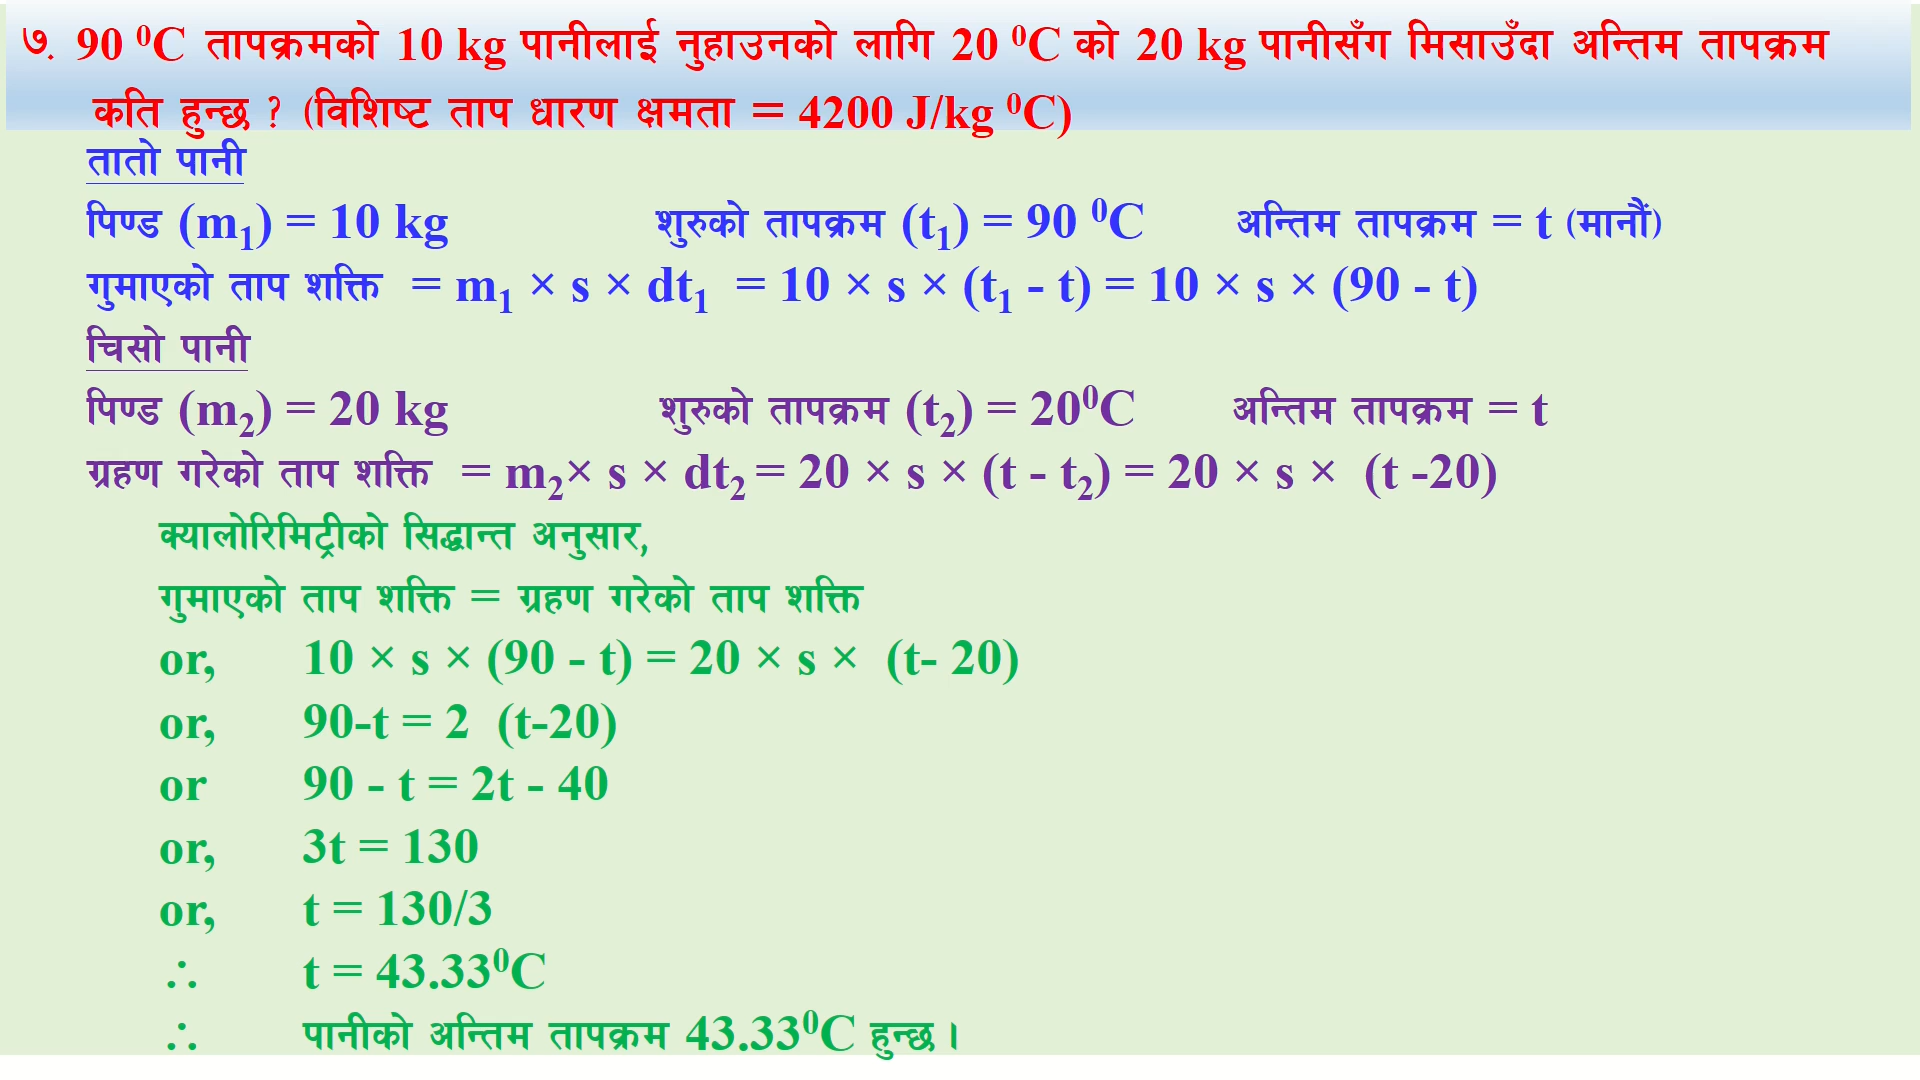 ७. 90 ⁰C तापक्रमको 10 kg पानीलाई नुहाउनको लागि 20 ⁰C को 20 kg पानीसँग मिसाउँदा अन्तिम तापक्रम
कति हुन्छ ? (विशिष्ट ताप धारण क्षमता = 4200 J/kg ⁰C)
तातो पानी
पिण्ड (m₁) = 10 kg शुरुको तापक्रम (t₁) = 90 ⁰C अन्तिम तापक्रम = t (मानौं)
गुमाएको ताप शक्ति = m₁ × s × dt₁ = 10 × s × (t₁ - t) = 10 × s × (90 - t)
चिसो पानी
पिण्ड (m₂) = 20 kg शुरुको तापक्रम (t₂) = 20⁰C अन्तिम तापक्रम = t
ग्रहण गरेको ताप शक्ति = m₂× s × dt₂ = 20 × s × (t - t₂) = 20 × s × (t -20)
क्यालोरिमिट्रीको सिद्धान्त अनुसार,
गुमाएको ताप शक्ति = ग्रहण गरेको ताप शक्ति
or, 10 × s × (90 - t) = 20 × s × (t- 20)
or, 90-t = 2 (t-20)
or 90 - t = 2t - 40
or, 3t = 130
or, t = 130/3
∴ t = 43.33⁰C
∴ पानीको अन्तिम तापक्रम 43.33⁰C हुन्छ ।